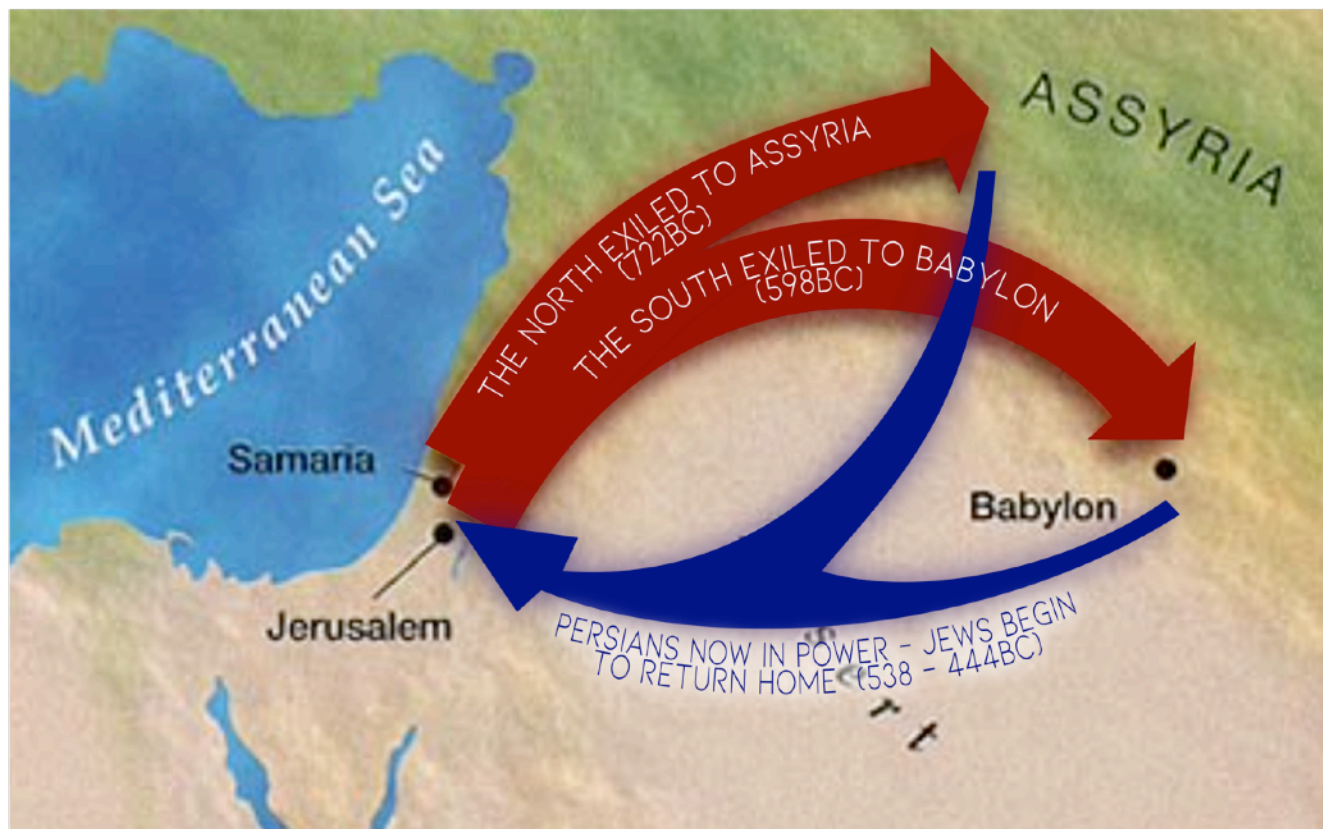 ASSYRIA
THE NORTH EXILED TO ASSYRIA
(722BC)
THE SOUTH EXILED TO BABYLON
(598BC)
Mediterranean Sea
Samaria
Babylon
Jerusalem
PERSIANS NOW IN POWER - JEWS BEGIN
TO RETURN HOME (538 - 444BC)